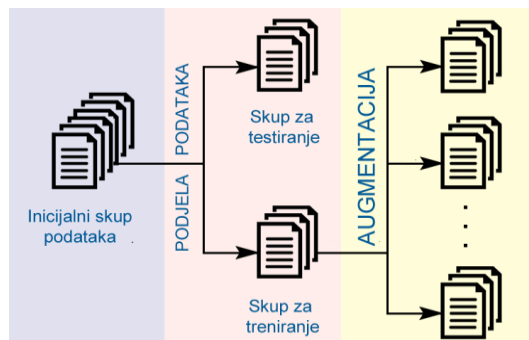 Inicijalni skup
podataka
PODJELA PODATAKA
Skup za
testiranje
Skup za
treniranje
AUGMENTACIJA